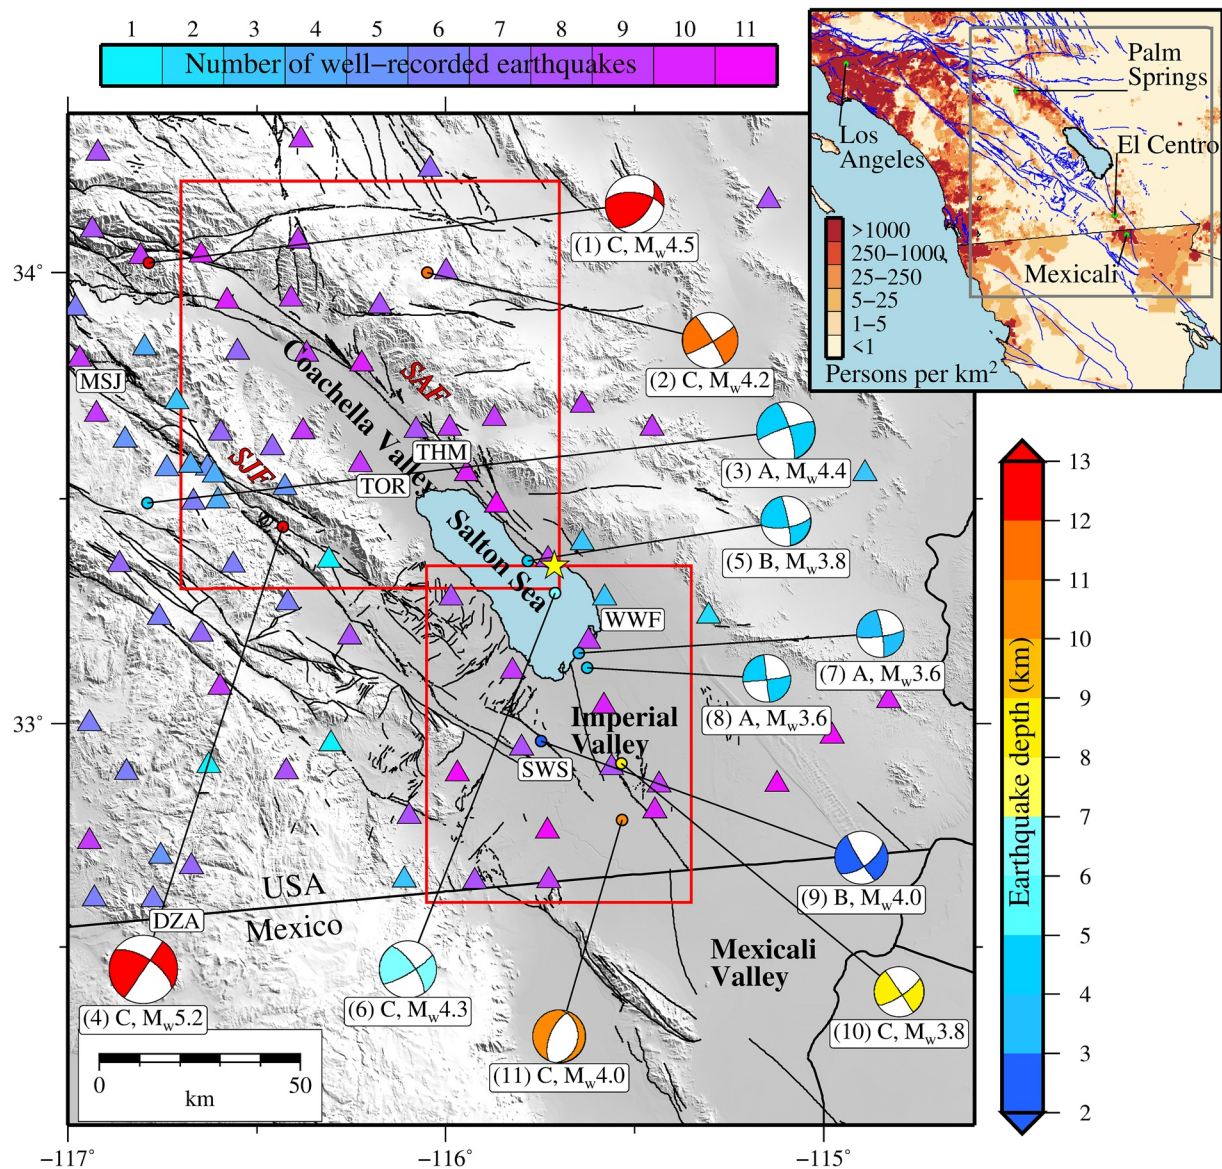 1 2 3 4 5 6 7 8 9 10 11
Number of well−recorded earthquakes
Palm
Springs
Los
Angeles
El Centro
Mexicali
>1000
250−1000
25−250
5−25
1−5
<1
Persons per km²
34°
33°
−117°
−116°
−115°
(1) C, Mw4.5
(2) C, Mw4.2
(3) A, Mw4.4
(5) B, Mw3.8
(7) A, Mw3.6
(8) A, Mw3.6
(9) B, Mw4.0
(10) C, Mw3.8
(11) C, Mw4.0
(6) C, Mw4.3
(4) C, Mw5.2
MSJ
Coachella Valley
SAF
SJF
THM
TOR
Salton Sea
WWF
Imperial
Valley
SWS
DZA
USA
Mexico
Mexicali
Valley
0 50
km
13
12
11
10
9
8
7
6
5
4
3
2
Earthquake depth (km)